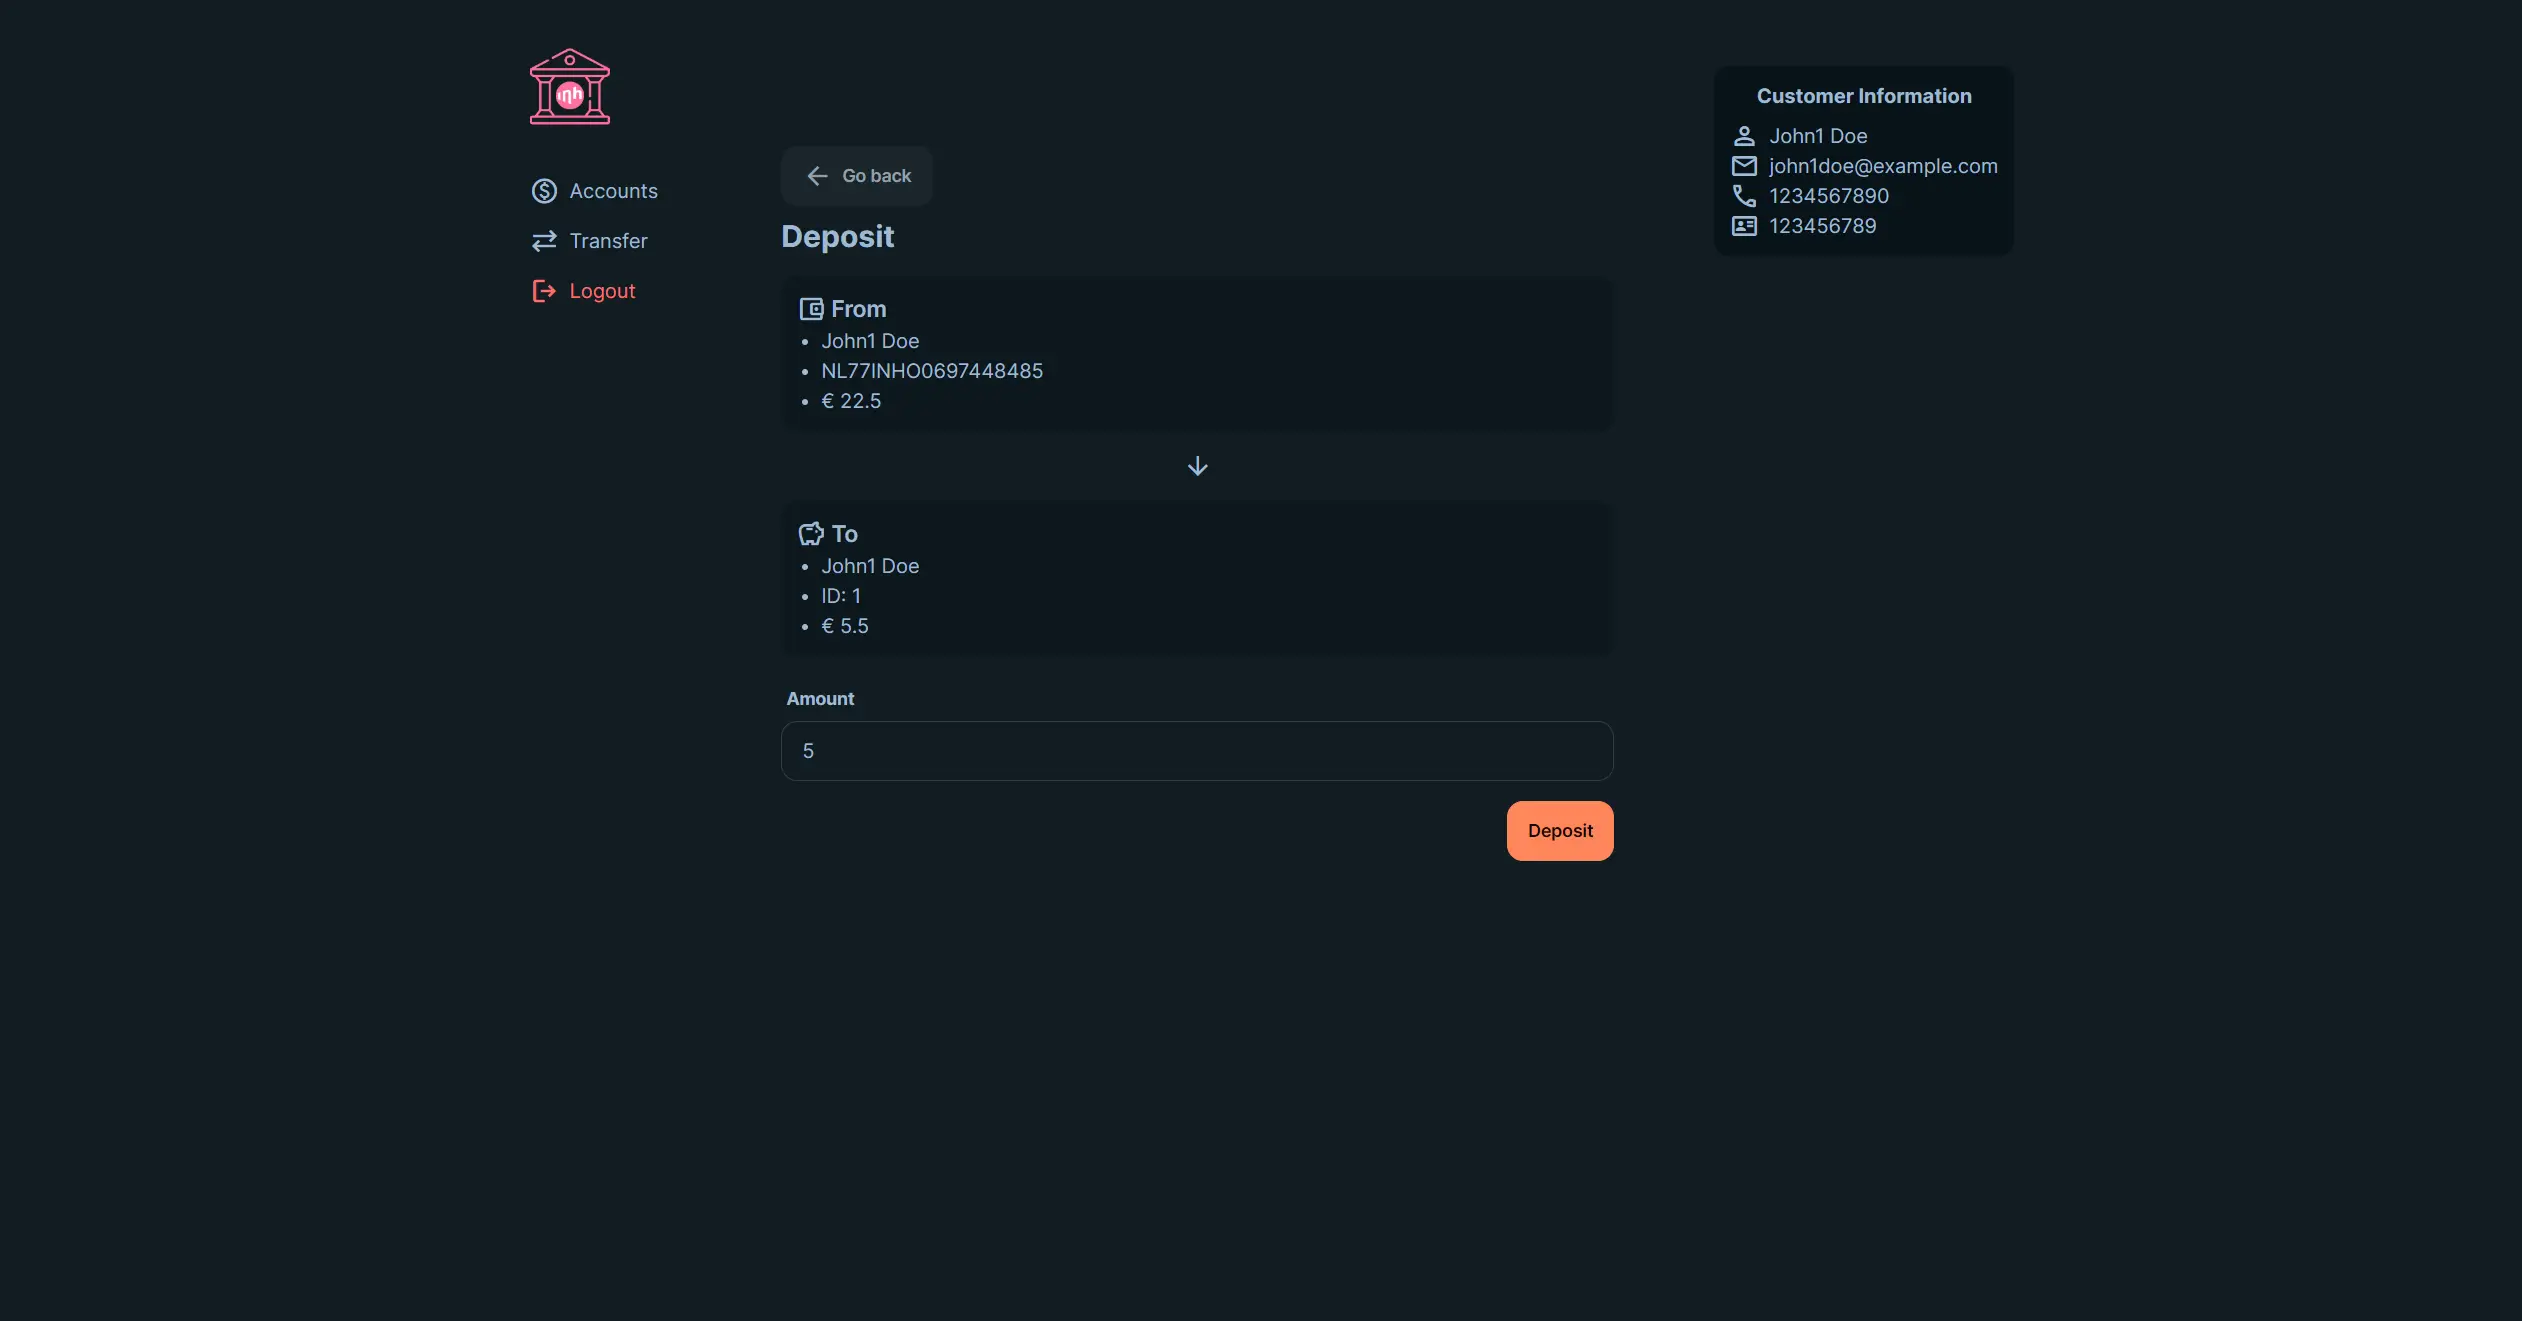 ınh
Accounts
Transfer
Logout
Go back
Deposit
From
• John1 Doe
• NL77INHO0697448485
• € 22.5
To
• John1 Doe
• ID: 1
• € 5.5
Amount
5
Deposit
Customer Information
John1 Doe
john1doe@example.com
1234567890
123456789